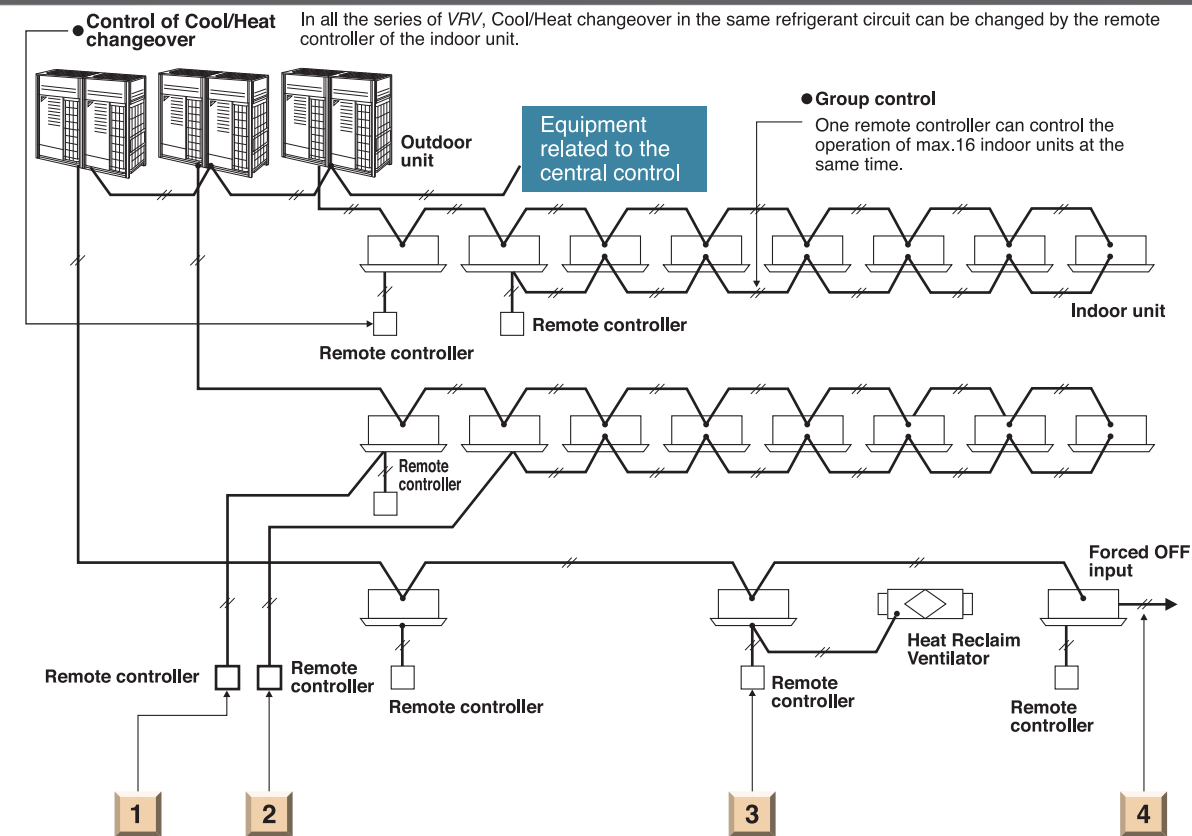 Control of Cool/Heat
changeover
In all the series of VRV, Cool/Heat changeover in the same refrigerant circuit can be changed by the remote
controller of the indoor unit.
Outdoor
unit
Equipment
related to the
central control
Group control
One remote controller can control the
operation of max.16 indoor units at the
same time.
Indoor unit
Remote controller
Remote controller
Remote
controller
Forced OFF
input
Heat Reclaim
Ventilator
Remote controller
Remote
controller
Remote controller
Remote
controller
Remote
controller
1
2
3
4